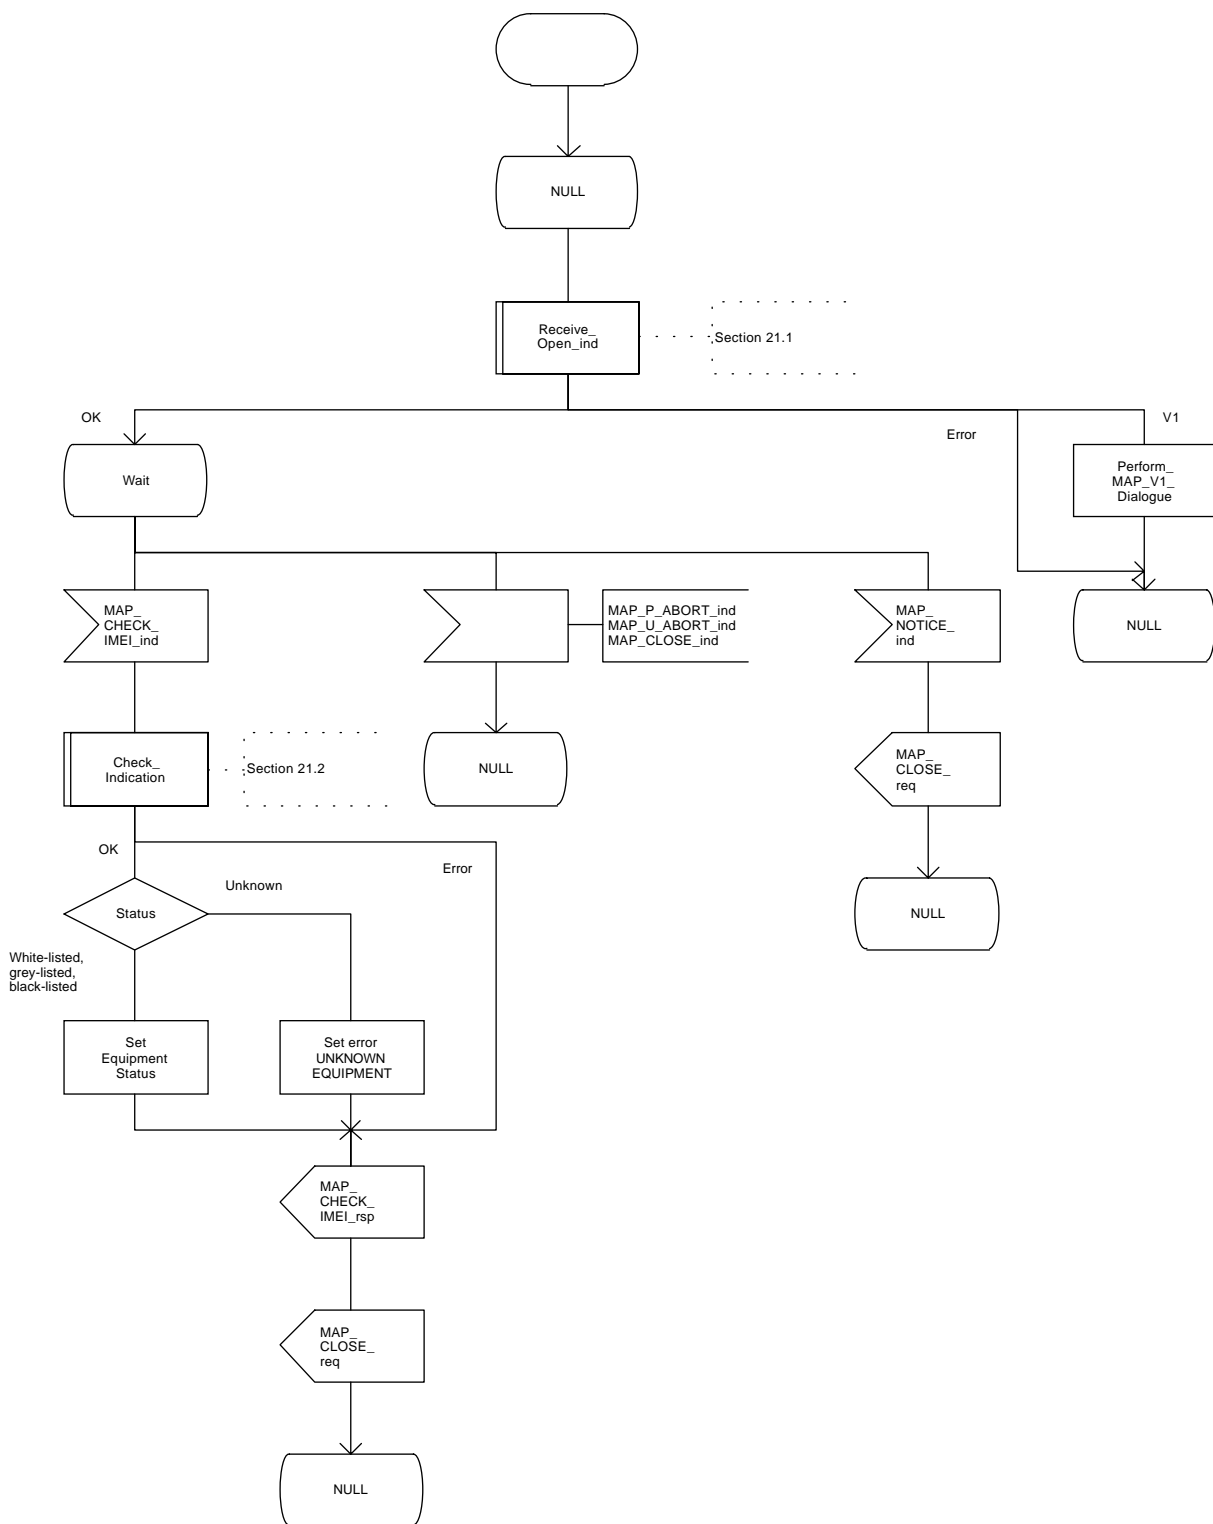 NULL
Receive_
Open_ind
Section 21.1
OK
Error
V1
Wait
Perform_
MAP_V1_
Dialogue
MAP_
CHECK_
IMEI_ind
MAP_P_ABORT_ind
MAP_U_ABORT_ind
MAP_CLOSE_ind
MAP_
NOTICE_
ind
NULL
Check_
Indication
Section 21.2
NULL
MAP_
CLOSE_
req
OK
Error
Unknown
Status
NULL
White-listed,
grey-listed,
black-listed
Set
Equipment
Status
Set error
UNKNOWN
EQUIPMENT
MAP_
CHECK_
IMEI_rsp
MAP_
CLOSE_
req
NULL